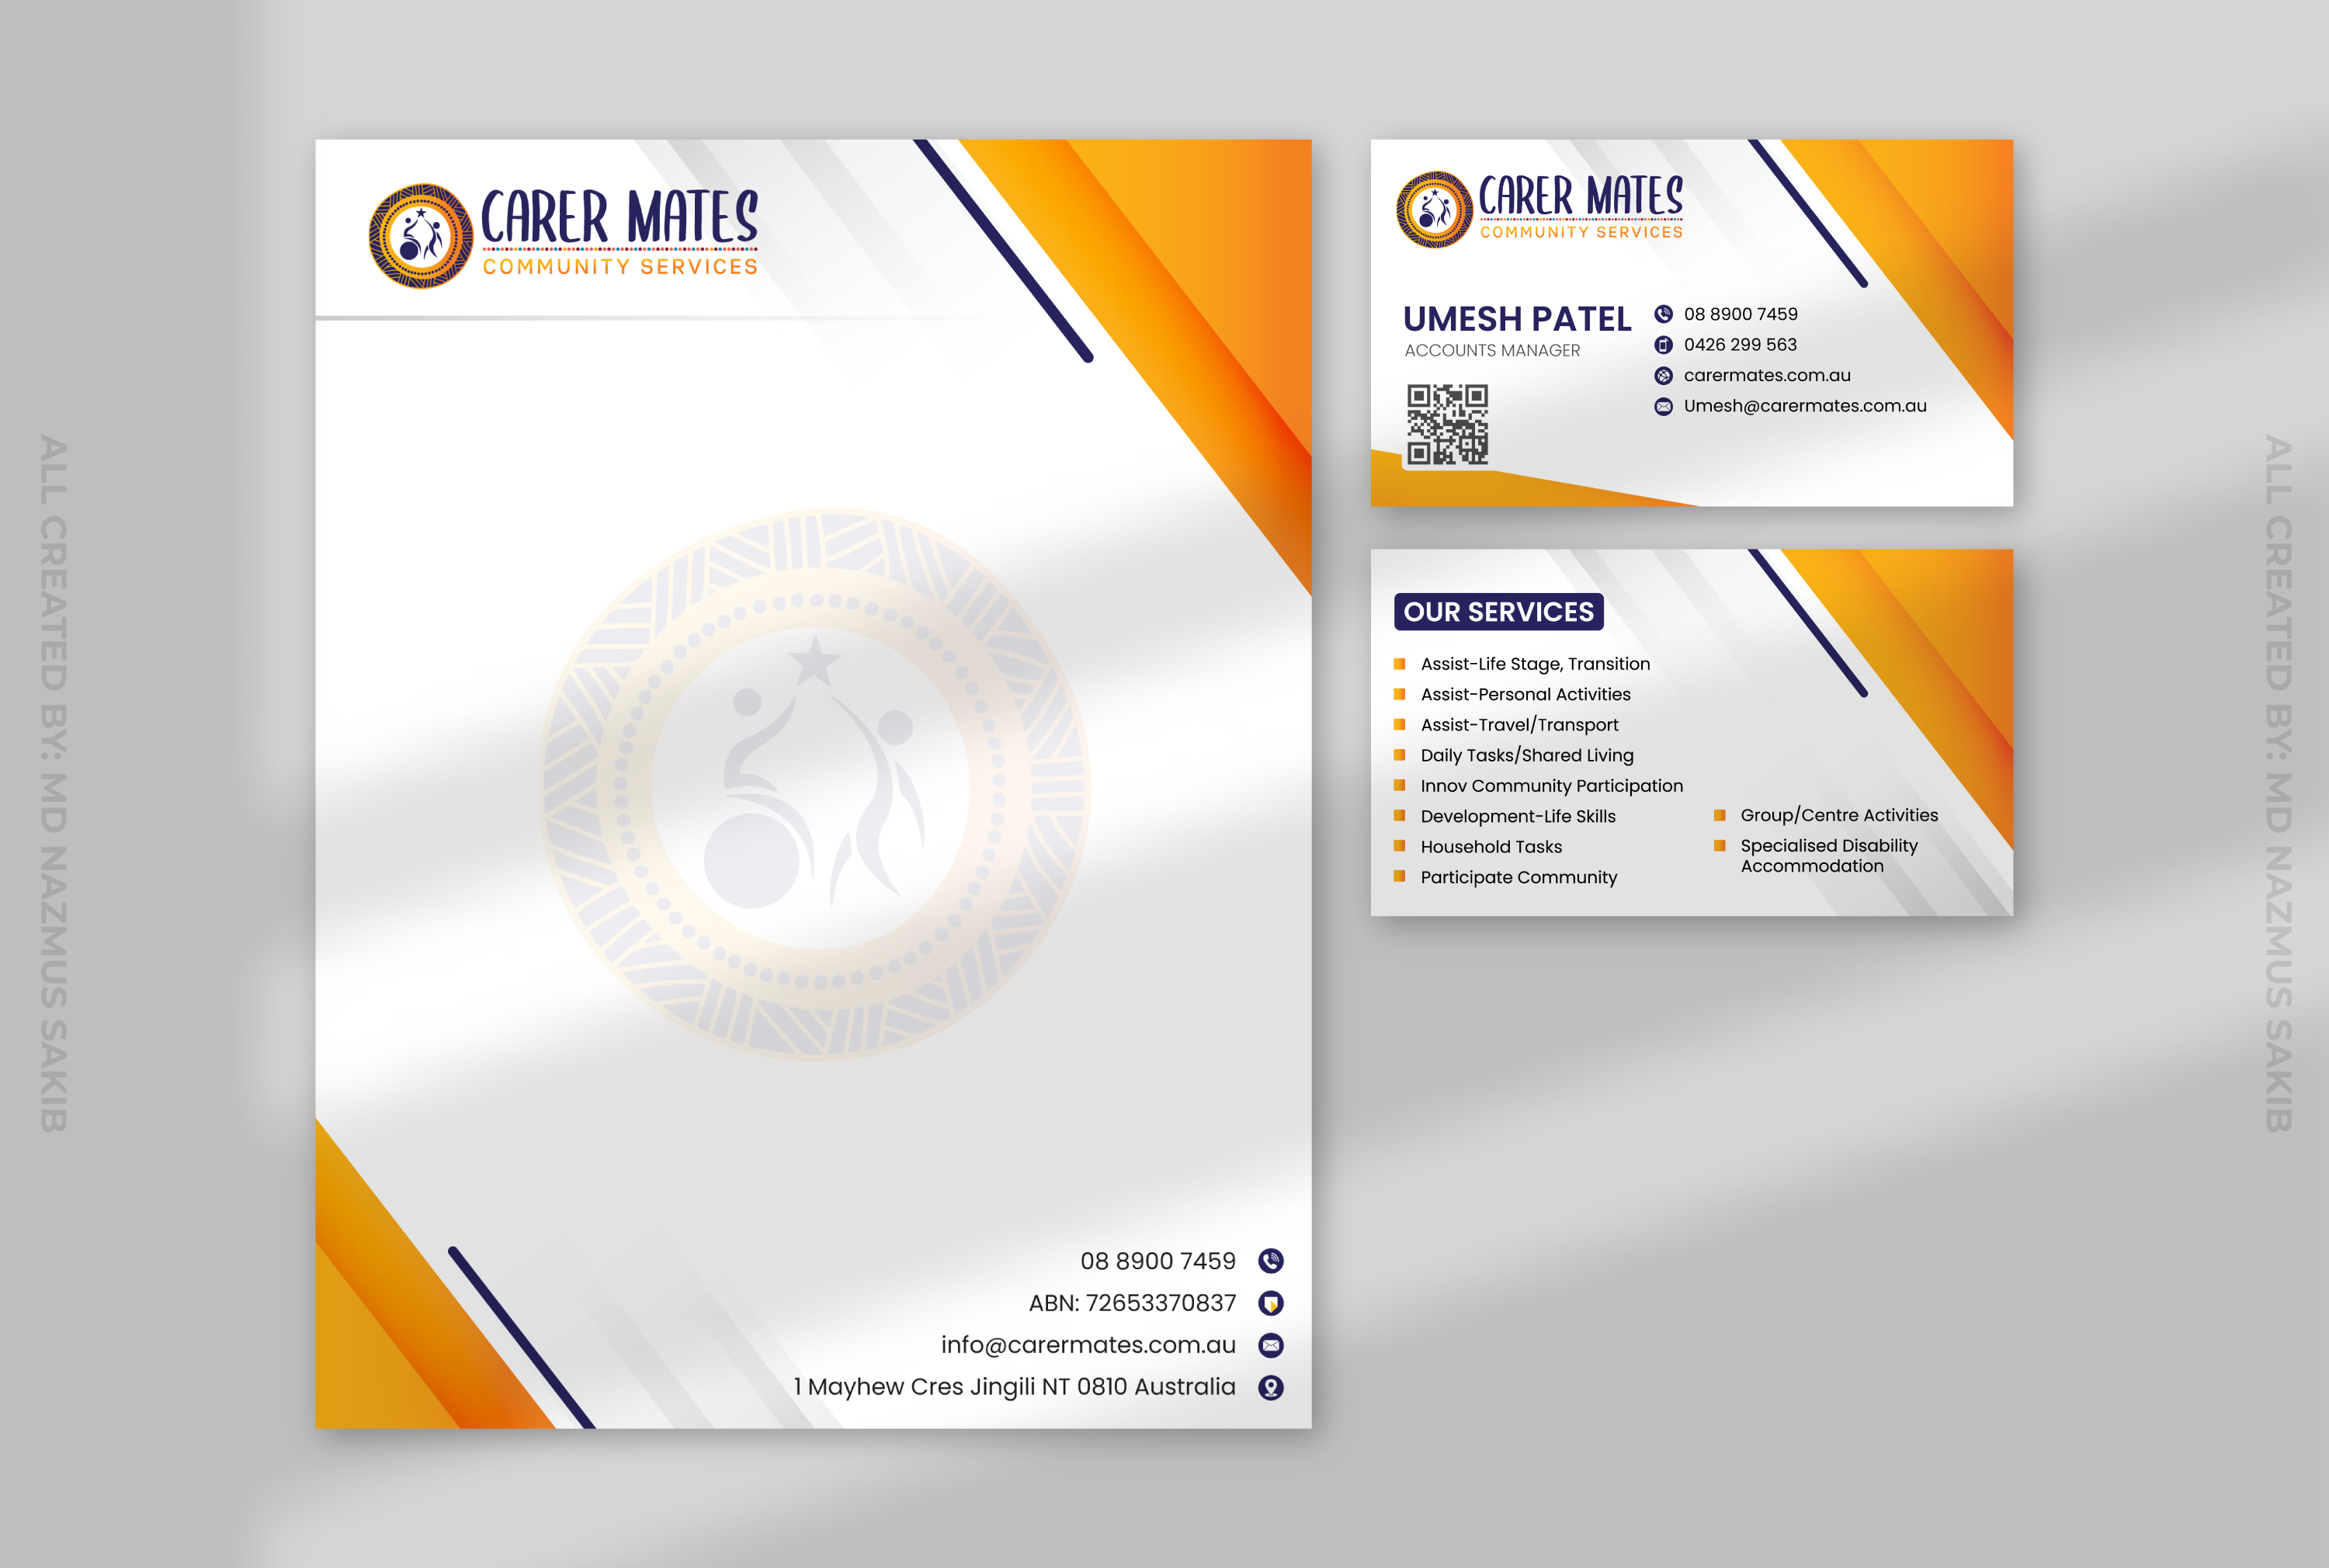 ALL CREATED BY: MD NAZMUS SAKIB
CARER MATES
COMMUNITY SERVICES
08 8900 7459
ABN: 72653370837
info@carermates.com.au
1 Mayhew Cres Jingili NT 0810 Australia
CARER MATES
COMMUNITY SERVICES
UMESH PATEL
ACCOUNTS MANAGER
08 8900 7459
0426 299 563
carermates.com.au
Umesh@carermates.com.au
OUR SERVICES
Assist-Life Stage, Transition
Assist-Personal Activities
Assist-Travel/Transport
Daily Tasks/Shared Living
Innov Community Participation
Development-Life Skills
Household Tasks
Participate Community
Group/Centre Activities
Specialised Disability
Accommodation
ALL CREATED BY: MD NAZMUS SAKIB